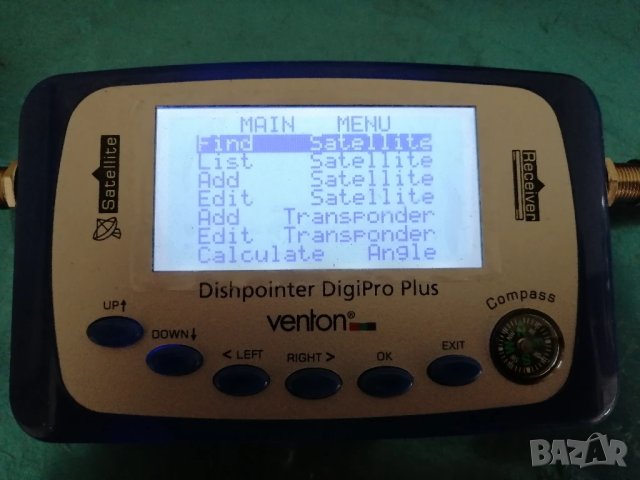 MAIN MENU
Find Satellite
List Satellite
Add Satellite
Edit Satellite
Add Transponder
Edit Transponder
Calculate Angle
Satellite
Receiver
Dishpointer DigiPro Plus
venton®
Compass
UP↑
DOWN↓
< LEFT
RIGHT >
OK
EXIT
BAZAR